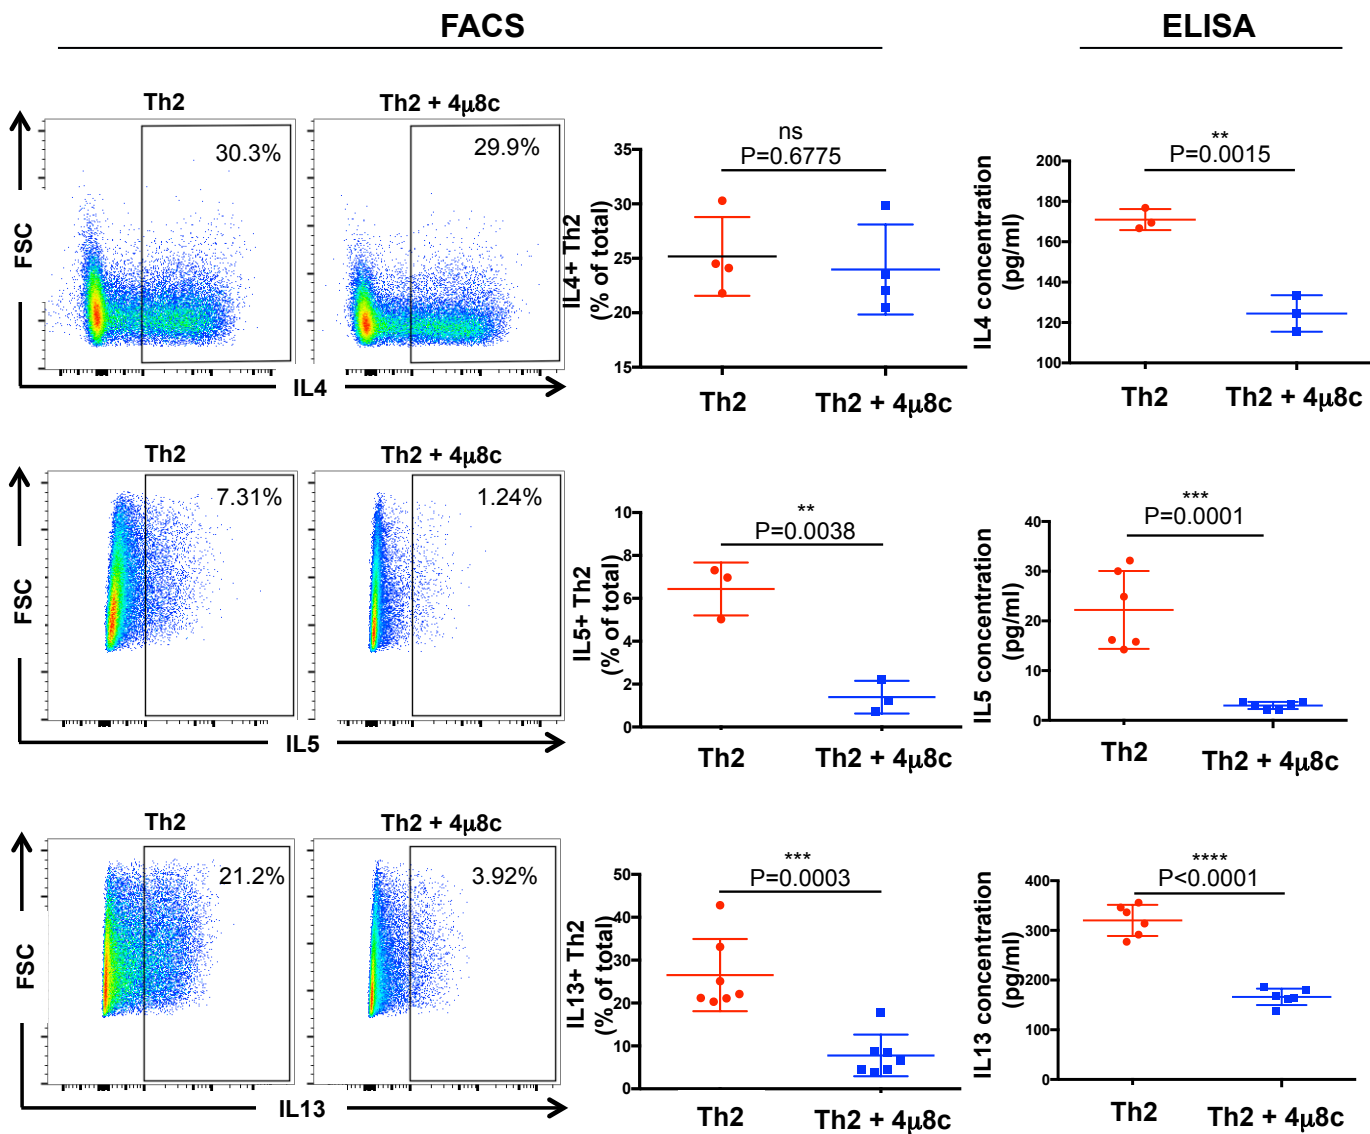 FACS
ELISA
Th2
Th2 + 4μ8c
FSC
30.3%
29.9%
IL4
IL4+ Th2
(% of total)
35
30
25
20
15
ns
P=0.6775
Th2
Th2 + 4μ8c
IL4 concentration
(pg/ml)
200
180
160
140
120
100
**
P=0.0015
Th2
Th2 + 4μ8c
Th2
Th2 + 4μ8c
FSC
7.31%
1.24%
IL5
IL5+ Th2
(% of total)
10
8
6
4
2
0
**
P=0.0038
Th2
Th2 + 4μ8c
IL5 concentration
(pg/ml)
40
30
20
10
0
***
P=0.0001
Th2
Th2 + 4μ8c
Th2
Th2 + 4μ8c
FSC
21.2%
3.92%
IL13
IL13+ Th2
(% of total)
50
40
30
20
10
0
***
P=0.0003
Th2
Th2 + 4μ8c
IL13 concentration
(pg/ml)
400
300
200
100
0
****
P<0.0001
Th2
Th2 + 4μ8c